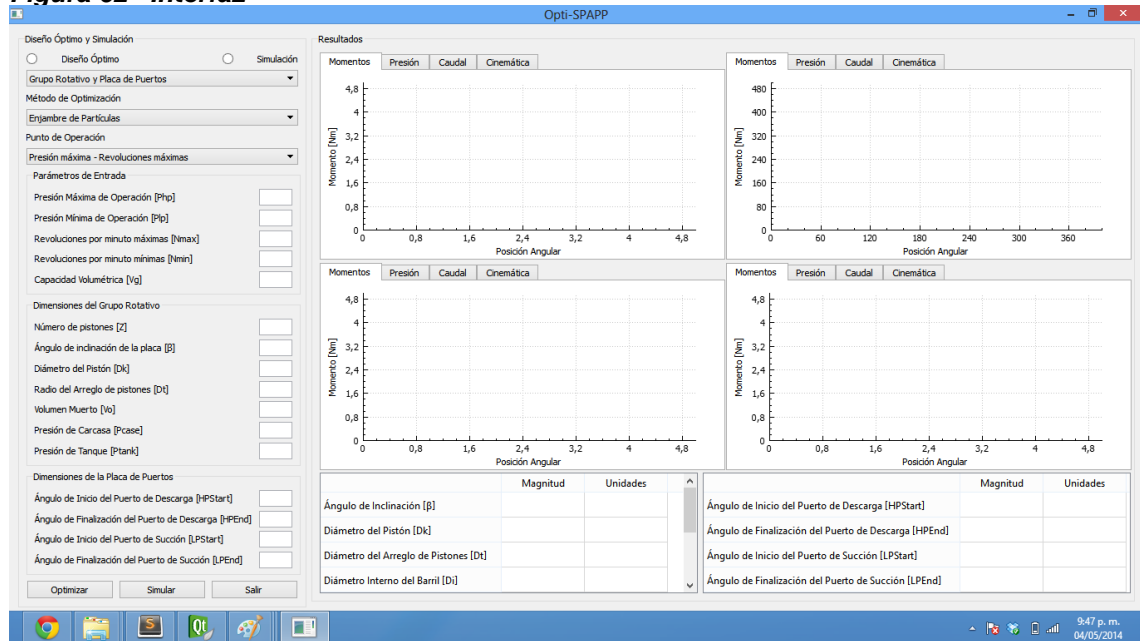 Figura 62 Interfaz
Opti-SPAPP
Diseño Óptimo y Simulación
Diseño Óptimo
Simulación
Grupo Rotativo y Placa de Puertos
Método de Optimización
Enjambre de Partículas
Punto de Operación
Presión máxima - Revoluciones máximas
Parámetros de Entrada
Presión Máxima de Operación [Php]
Presión Mínima de Operación [Plp]
Revoluciones por minuto máximas [Nmax]
Revoluciones por minuto mínimas [Nmin]
Capacidad Volumétrica [Vg]
Dimensiones del Grupo Rotativo
Número de pistones [Z]
Ángulo de inclinación de la placa [β]
Diámetro del Pistón [Dk]
Radio del Arreglo de pistones [Dt]
Volumen Muerto [Vo]
Presión de Carcasa [Pcase]
Presión de Tanque [Ptank]
Dimensiones de la Placa de Puertos
Ángulo de Inicio del Puerto de Descarga [HPStart]
Ángulo de Finalización del Puerto de Descarga [HPEnd]
Ángulo de Inicio del Puerto de Succión [LPStart]
Ángulo de Finalización del Puerto de Succión [LPEnd]
Optimizar Simular Salir
Resultados
Momentos Presión Caudal Cinemática
Momento [Nm]
4,8
4
3,2
2,4
1,6
0,8
0
0 0,8 1,6 2,4 3,2 4 4,8
Posición Angular
Momentos Presión Caudal Cinemática
Momento [Nm]
480
400
320
240
160
80
0
0 60 120 180 240 300 360
Posición Angular
Momentos Presión Caudal Cinemática
Momento [Nm]
4,8
4
3,2
2,4
1,6
0,8
0
0 0,8 1,6 2,4 3,2 4 4,8
Posición Angular
Momentos Presión Caudal Cinemática
Momento [Nm]
4,8
4
3,2
2,4
1,6
0,8
0
0 0,8 1,6 2,4 3,2 4 4,8
Posición Angular
Magnitud Unidades
Ángulo de Inclinación [β]
Diámetro del Pistón [Dk]
Diámetro del Arreglo de Pistones [Dt]
Diámetro Interno del Barril [Di]
Magnitud Unidades
Ángulo de Inicio del Puerto de Descarga [HPStart]
Ángulo de Finalización del Puerto de Descarga [HPEnd]
Ángulo de Inicio del Puerto de Succión [LPStart]
Ángulo de Finalización del Puerto de Succión [LPEnd]
S
Qt
9:47 p. m.
04/05/2014